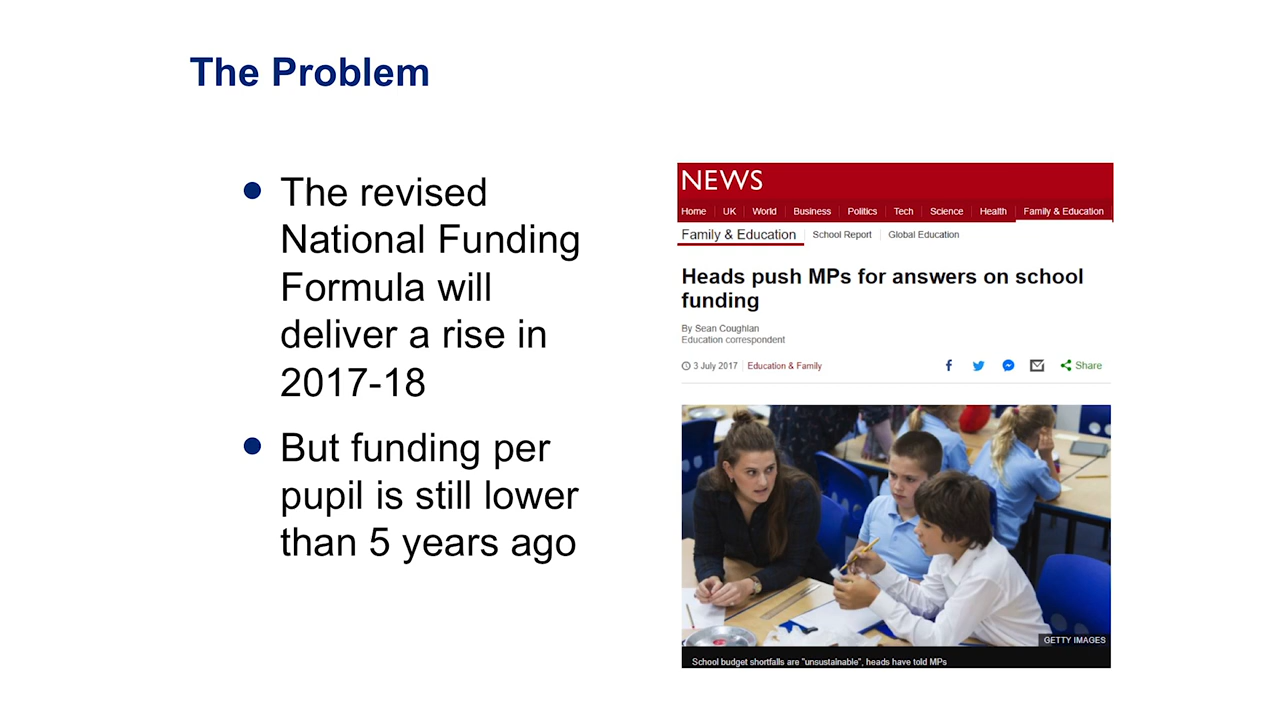 The Problem
The revised
National Funding
Formula will
deliver a rise in
2017-18
But funding per
pupil is still lower
than 5 years ago
NEWS
Home UK World Business Politics Tech Science Health Family & Education
Family & Education School Report Global Education
Heads push MPs for answers on school
funding
By Sean Coughlan
Education correspondent
3 July 2017 Education & Family
Share
GETTY IMAGES
School budget shortfalls are "unsustainable", heads have told MPs